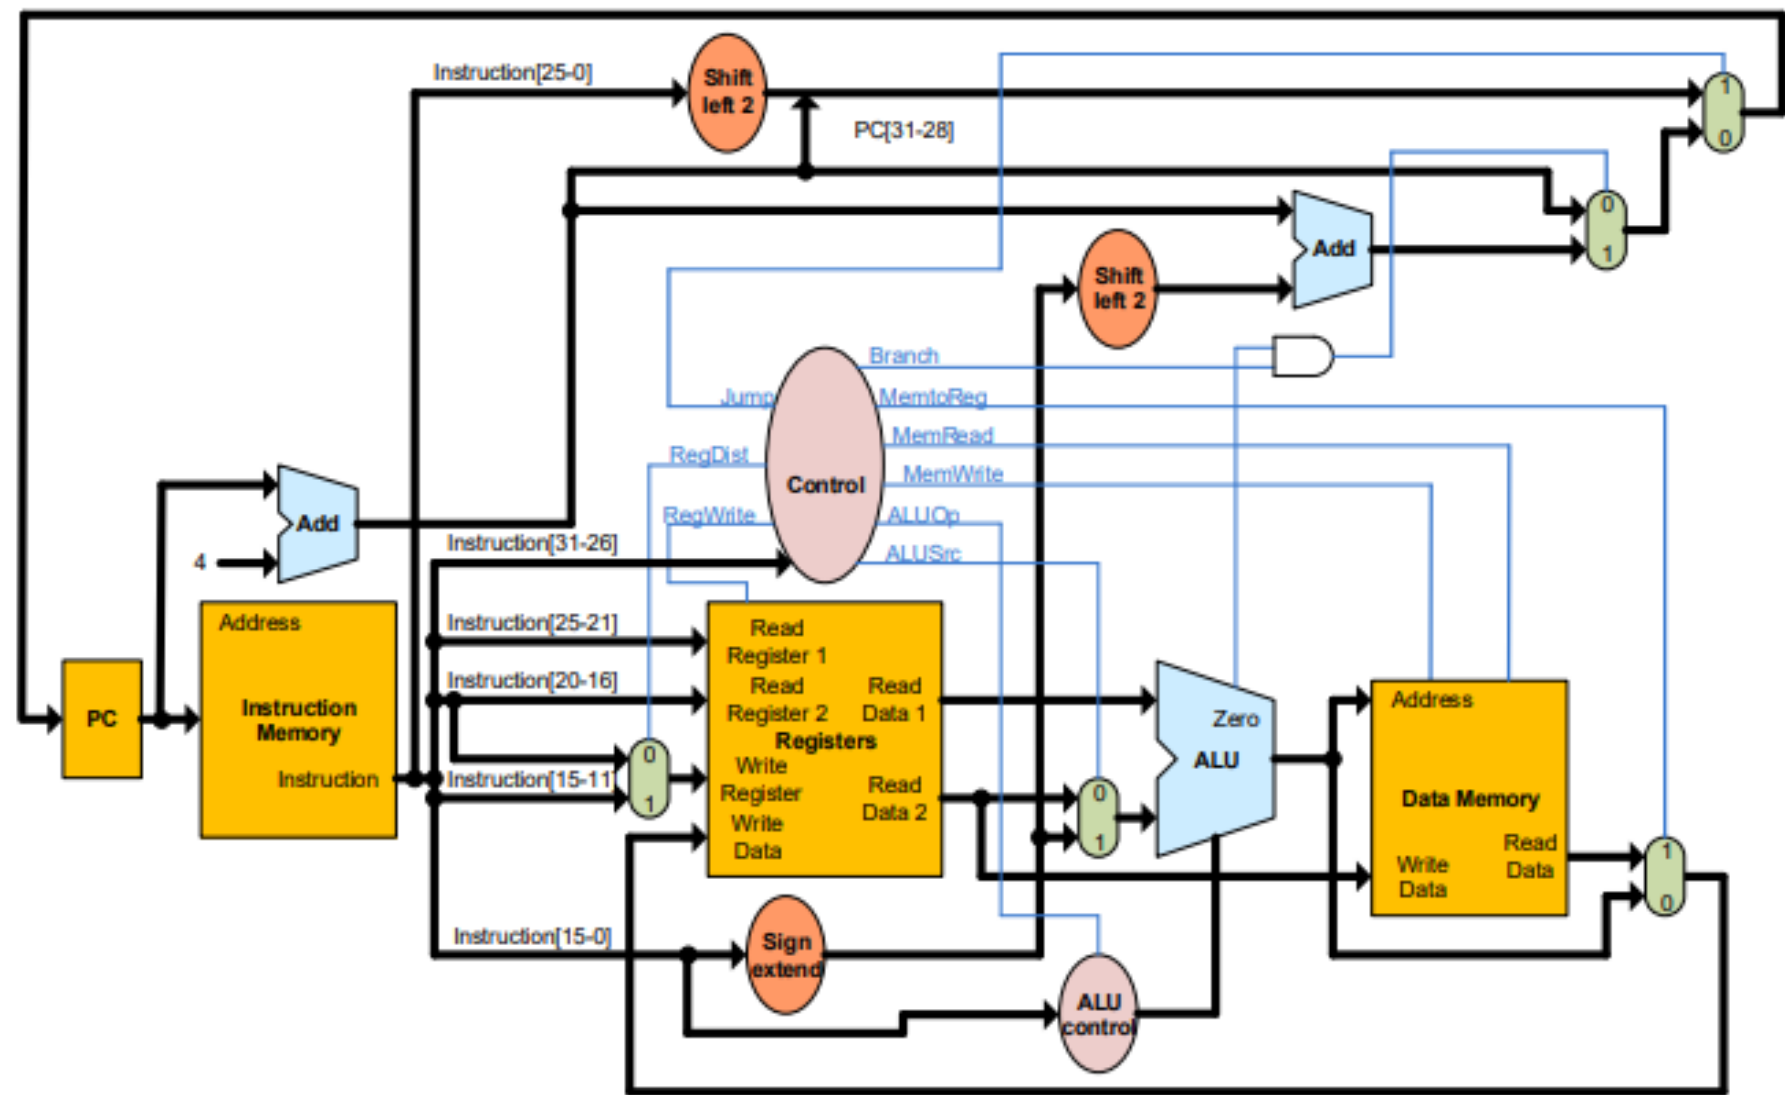 Instruction[25-0]
Shift
left 2
1
PC[31-28]
0
0
Add
1
Shift
left 2
Branch
Jump
MemtoReg
MemRead
RegDist
MemWrite
Control
RegWrite
ALUOp
Add
Instruction[31-26]
ALUSrc
4
Address
Instruction[25-21]
Read
Register 1
Instruction[20-16]
Read
Register 2
Read
Data 1
Address
PC
Instruction
Memory
Zero
Registers
0
ALU
Instruction
Instruction[15-11]
1
Write
Register
Read
Data 2
0
1
Data Memory
Write
Data
Read
Data
1
Write
Data
0
Instruction[15-0]
Sign
extend
ALU
control